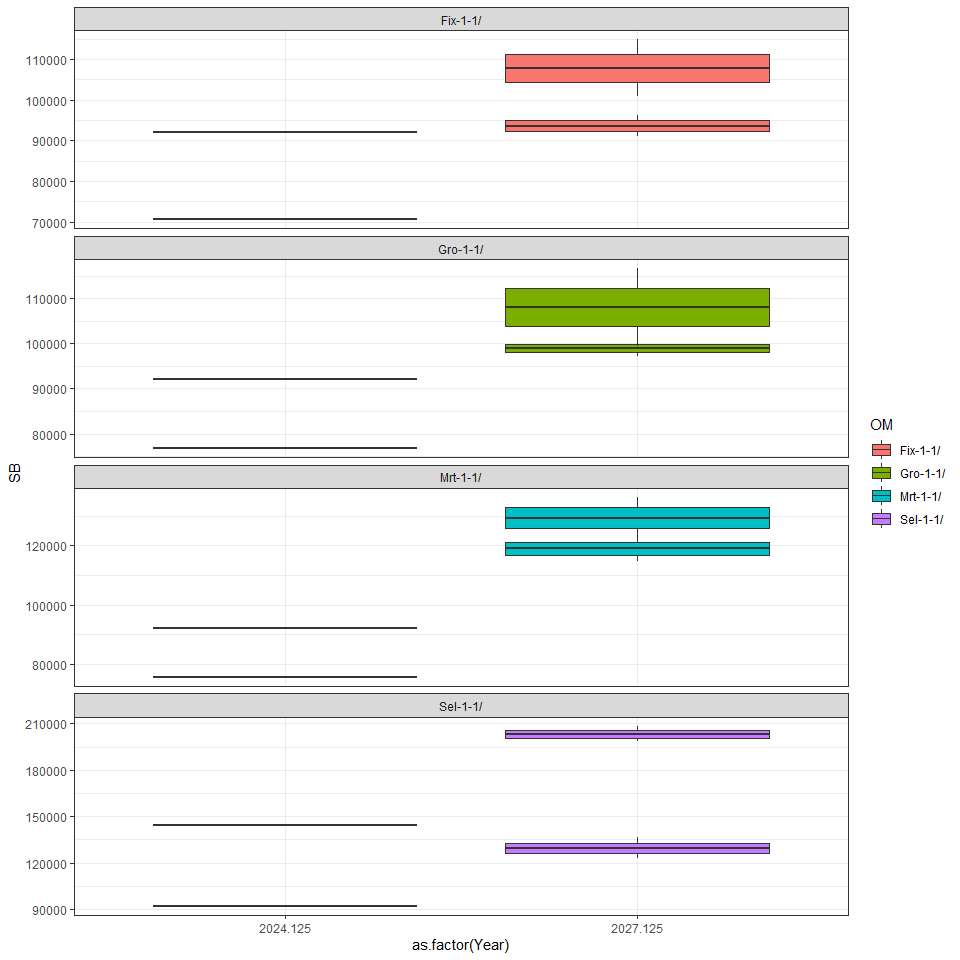 Fix-1-1/
110000
100000
90000
80000
70000
Gro-1-1/
110000
100000
90000
80000
Mrt-1-1/
120000
100000
80000
Sel-1-1/
210000
180000
150000
120000
90000
2024.125
2027.125
as.factor(Year)
SB
OM
Fix-1-1/
Gro-1-1/
Mrt-1-1/
Sel-1-1/